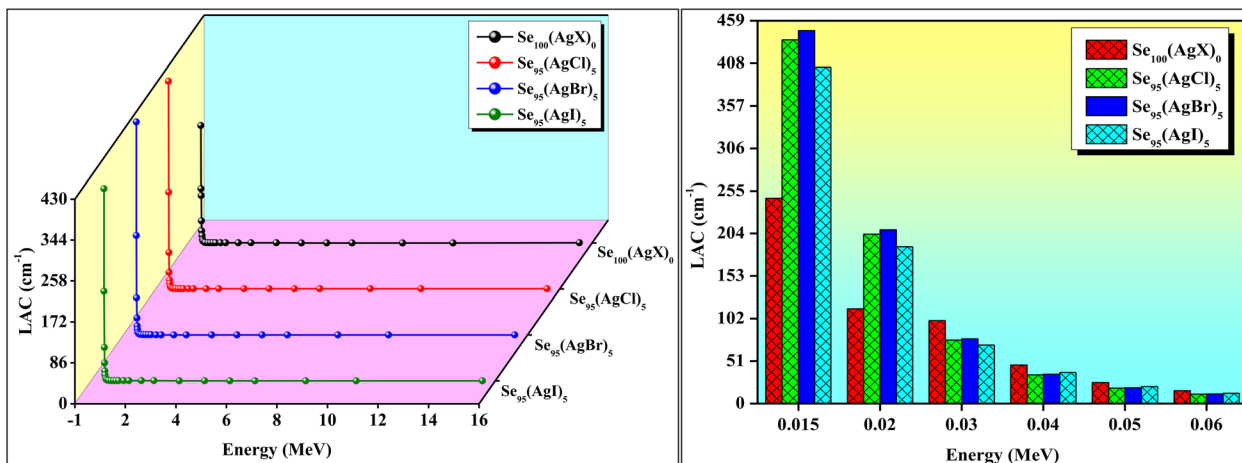 Se100(AgX)0
Se95(AgCl)5
Se95(AgBr)5
Se95(AgI)5
LAC (cm-1)
430
344
258
172
86
0
-1 2 4 6 8 10 12 14 16
Energy (MeV)
Se100(AgX)0
Se95(AgCl)5
Se95(AgBr)5
Se95(AgI)5
Se100(AgX)0
Se95(AgCl)5
Se95(AgBr)5
Se95(AgI)5
LAC (cm-1)
459
408
357
306
255
204
153
102
51
0
0.015 0.02 0.03 0.04 0.05 0.06
Energy (MeV)